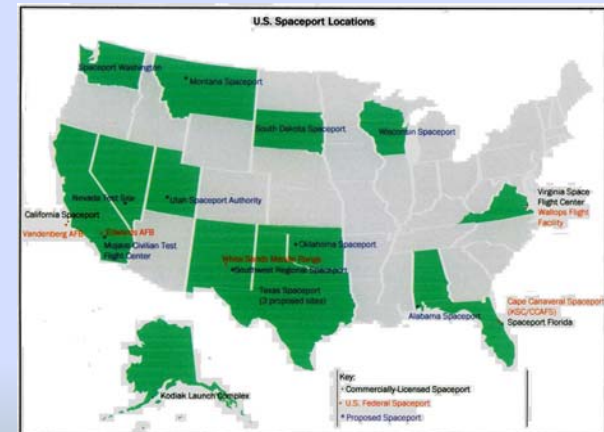 U.S. Spaceport Locations
Spaceport Washington
Montana Spaceport
South Dakota Spaceport
Wisconsin Spaceport
Nevada Test Site
Utah Spaceport Authority
California Spaceport
Vandenberg AFB
Edwards AFB
Mojave Civilian Test
Flight Center
White Sands Missile Range
Southwest Regional Spaceport
Oklahoma Spaceport
Texas Spaceport
(3 proposed sites)
Virginia Space
Flight Center
Wallops Flight
Facility
Cape Canaveral Spaceport
(KSC/CCAFS)
Spaceport Florida
Alabama Spaceport
Kodiak Launch Complex
Key:
Commercially-Licensed Spaceport
U.S. Federal Spaceport
Proposed Spaceport